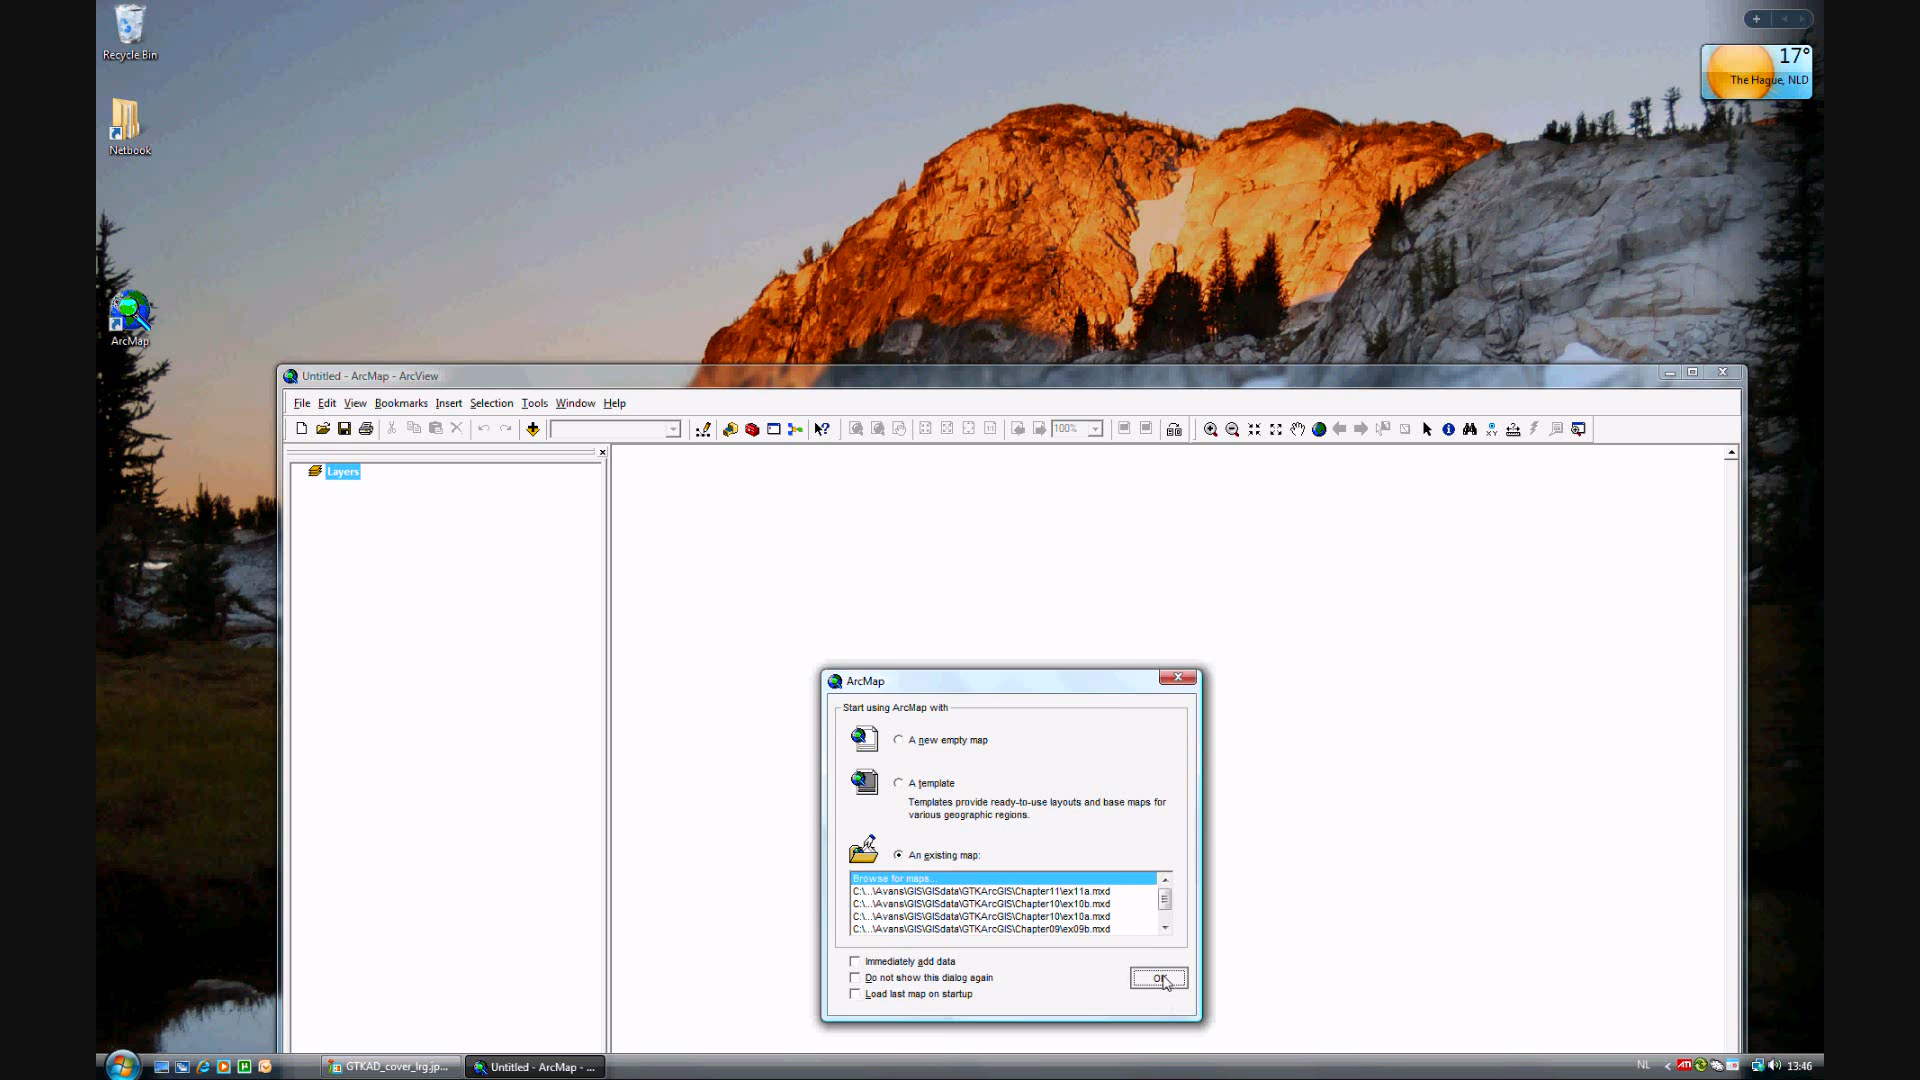 Recycle Bin
17°
The Hague, NLD
Netbook
ArcMap
Untitled - ArcMap - ArcView
File Edit View Bookmarks Insert Selection Tools Window Help
100%
Layers
ArcMap
Start using ArcMap with
A new empty map
A template
Templates provide ready-to-use layouts and base maps for
various geographic regions.
An existing map:
Browse for maps...
C:\...\Avans\GIS\GISdata\GTKArcGIS\Chapter11\ex11a.mxd
C:\...\Avans\GIS\GISdata\GTKArcGIS\Chapter10\ex10b.mxd
C:\...\Avans\GIS\GISdata\GTKArcGIS\Chapter10\ex10a.mxd
C:\...\Avans\GIS\GISdata\GTKArcGIS\Chapter09\ex09b.mxd
Immediately add data
Do not show this dialog again
OK
Load last map on startup
GTKAD_cover_lrg.jp...
Untitled - ArcMap - ...
NL
13:46